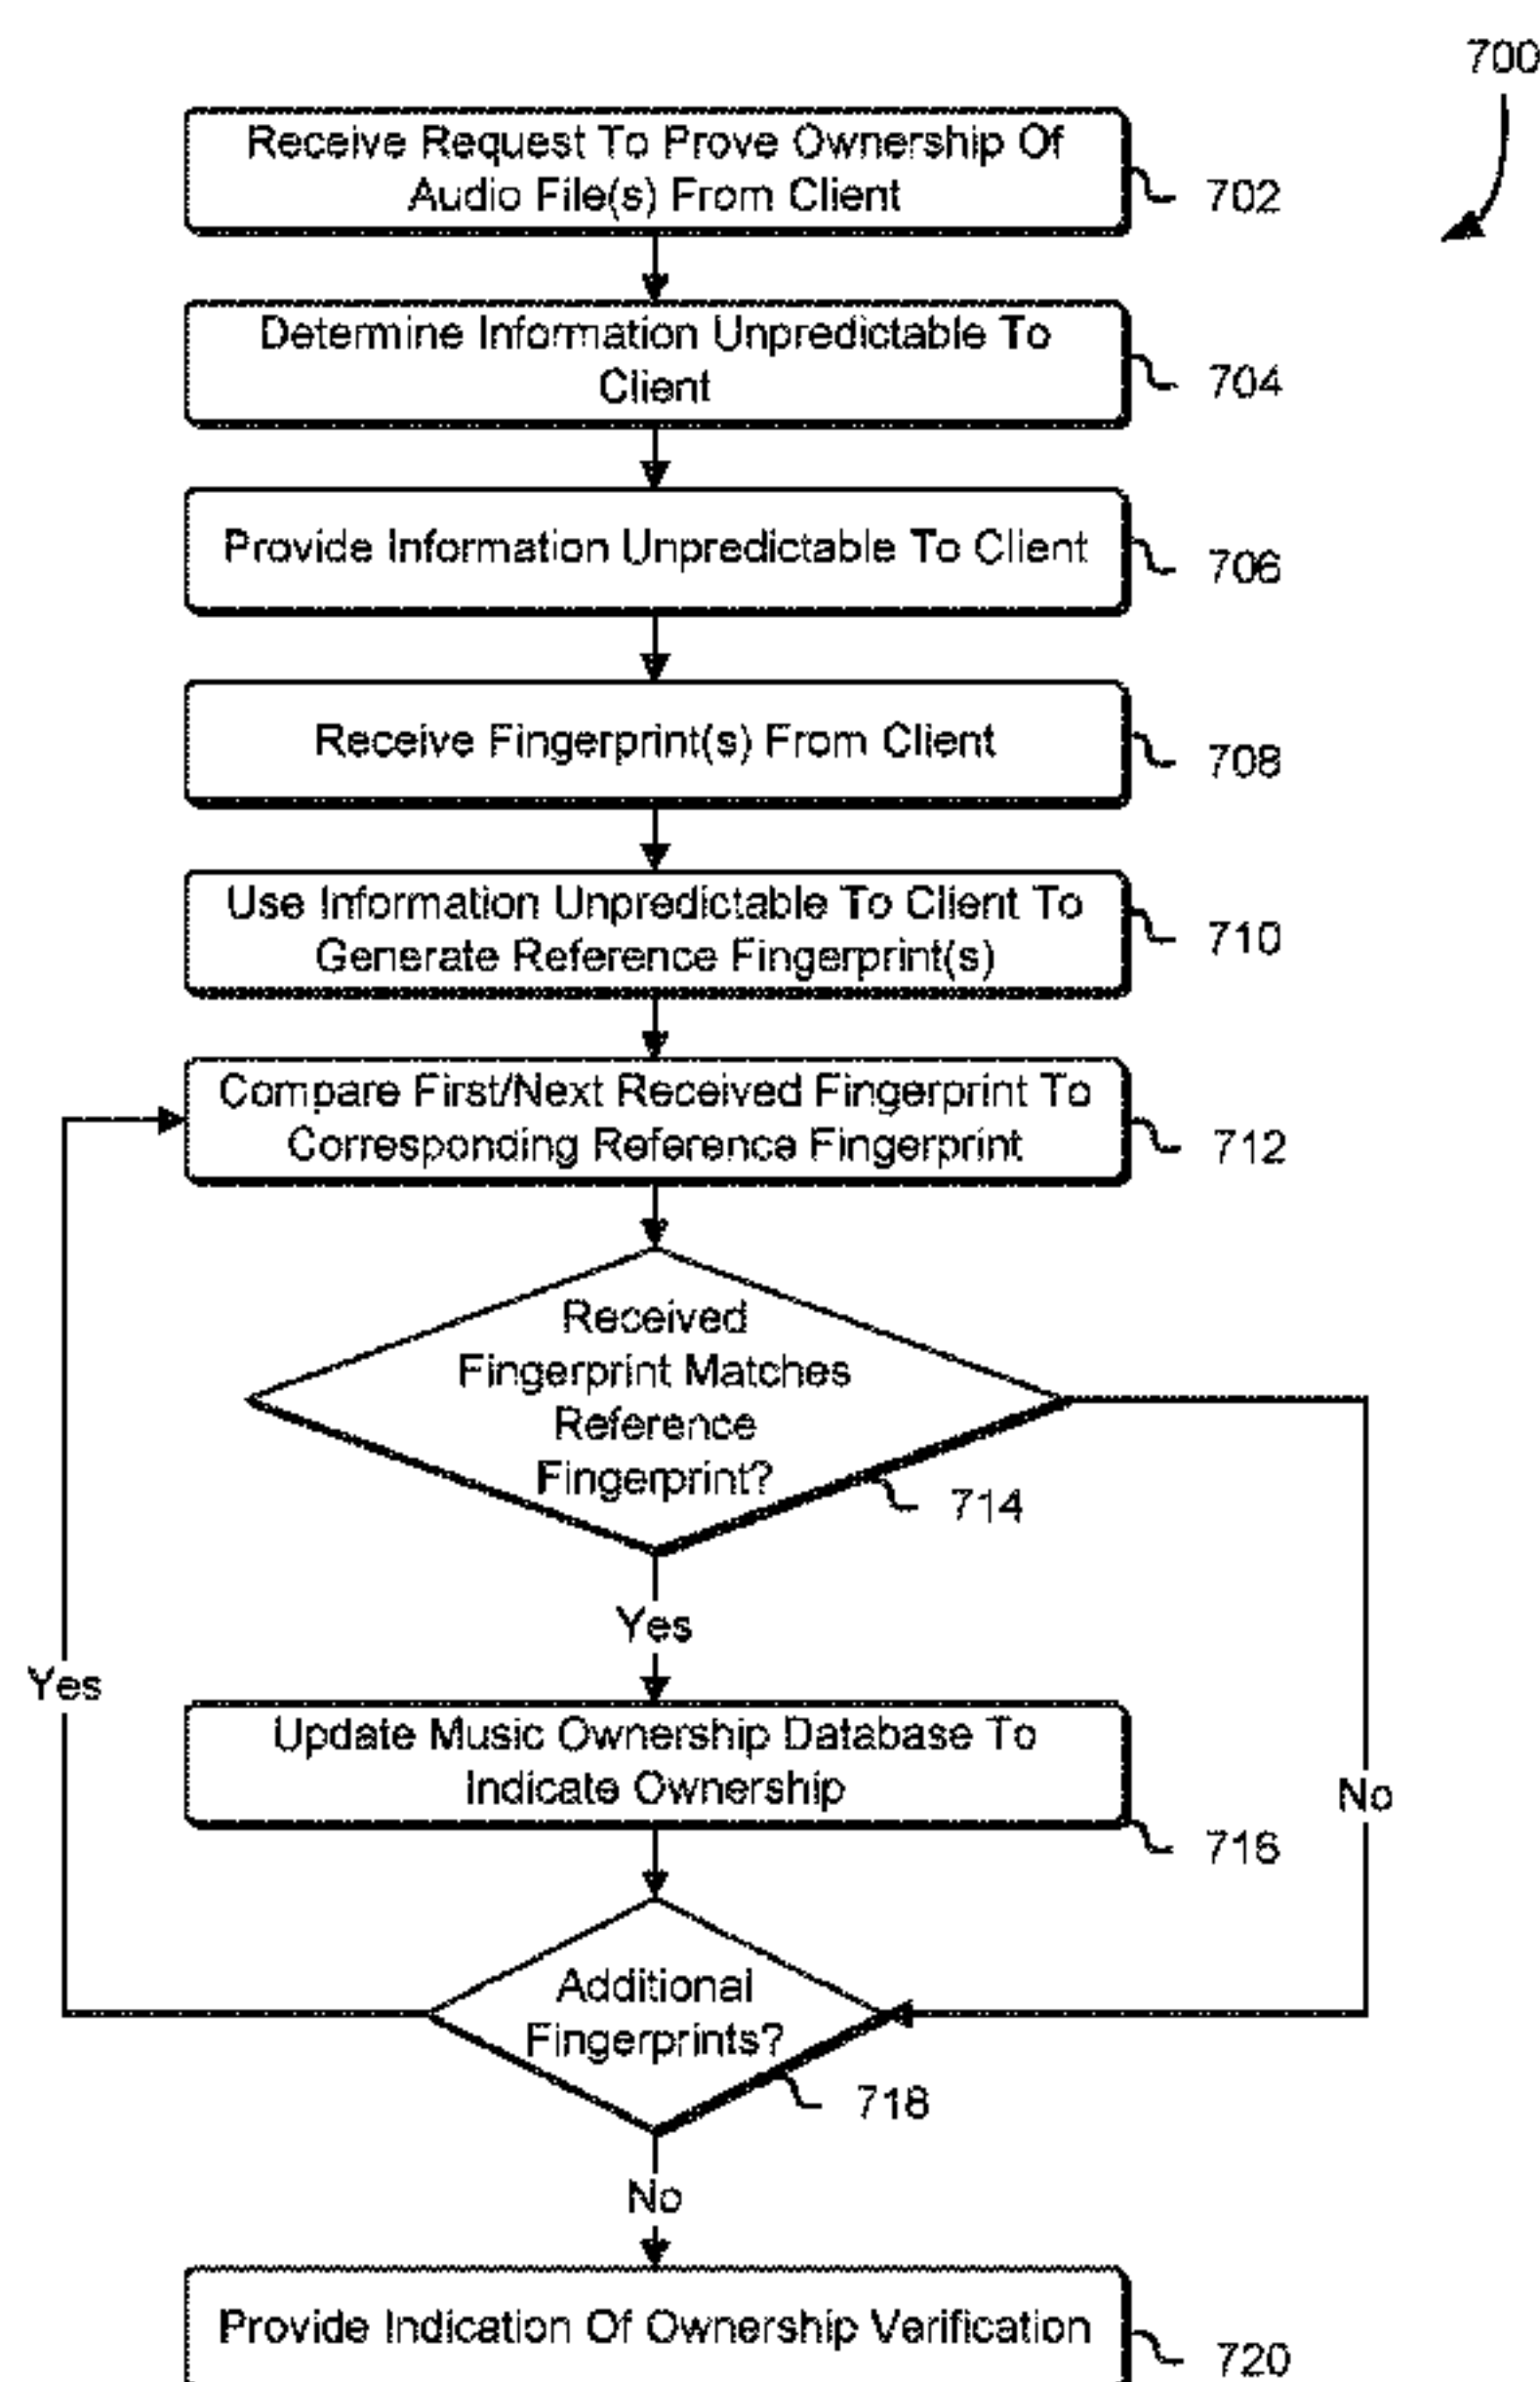 700
Receive Request To Prove Ownership Of
Audio File(s) From Client
702
Determine Information Unpredictable To
Client
704
Provide Information Unpredictable To Client
706
Receive Fingerprint(s) From Client
708
Use Information Unpredictable To Client To
Generate Reference Fingerprint(s)
710
Compare First/Next Received Fingerprint To
Corresponding Reference Fingerprint
712
Received
Fingerprint Matches
Reference
Fingerprint?
714
Yes
Yes
Update Music Ownership Database To
Indicate Ownership
716
No
Additional
Fingerprints?
718
No
Provide Indication Of Ownership Verification
720